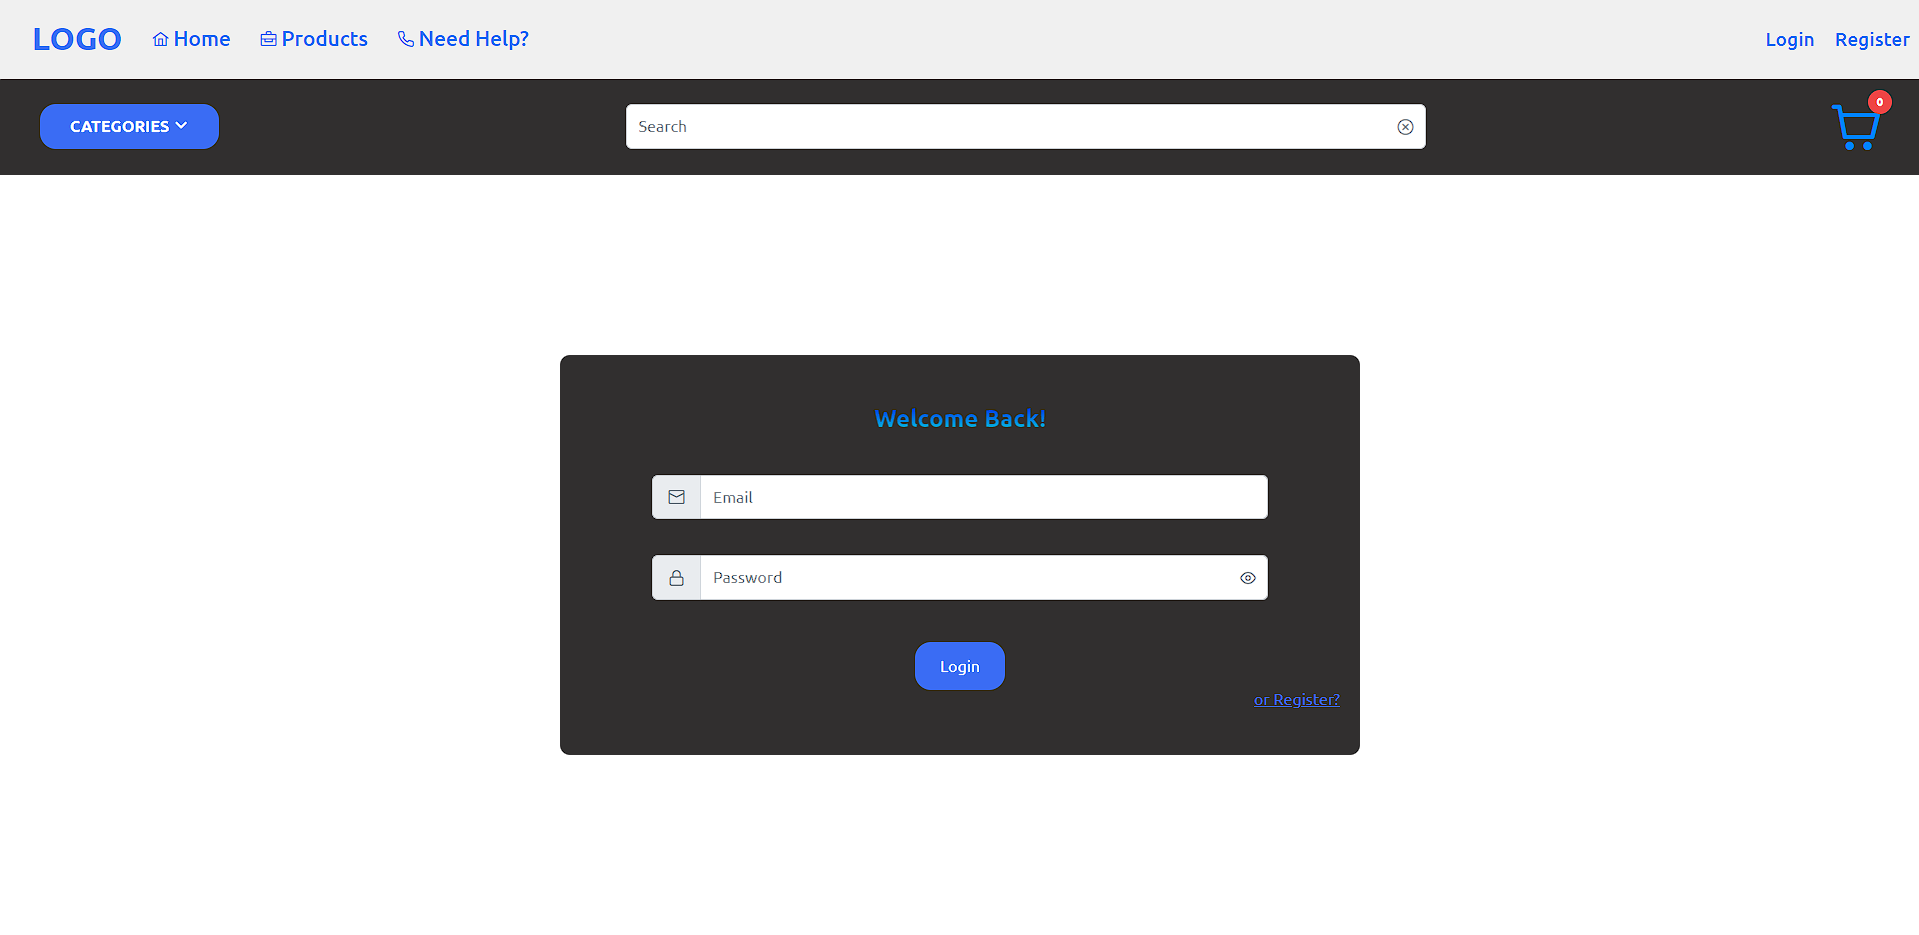 LOGO Home Products Need Help? Login Register
CATEGORIES Search 0
Welcome Back!
Email
Password
Login
or Register?